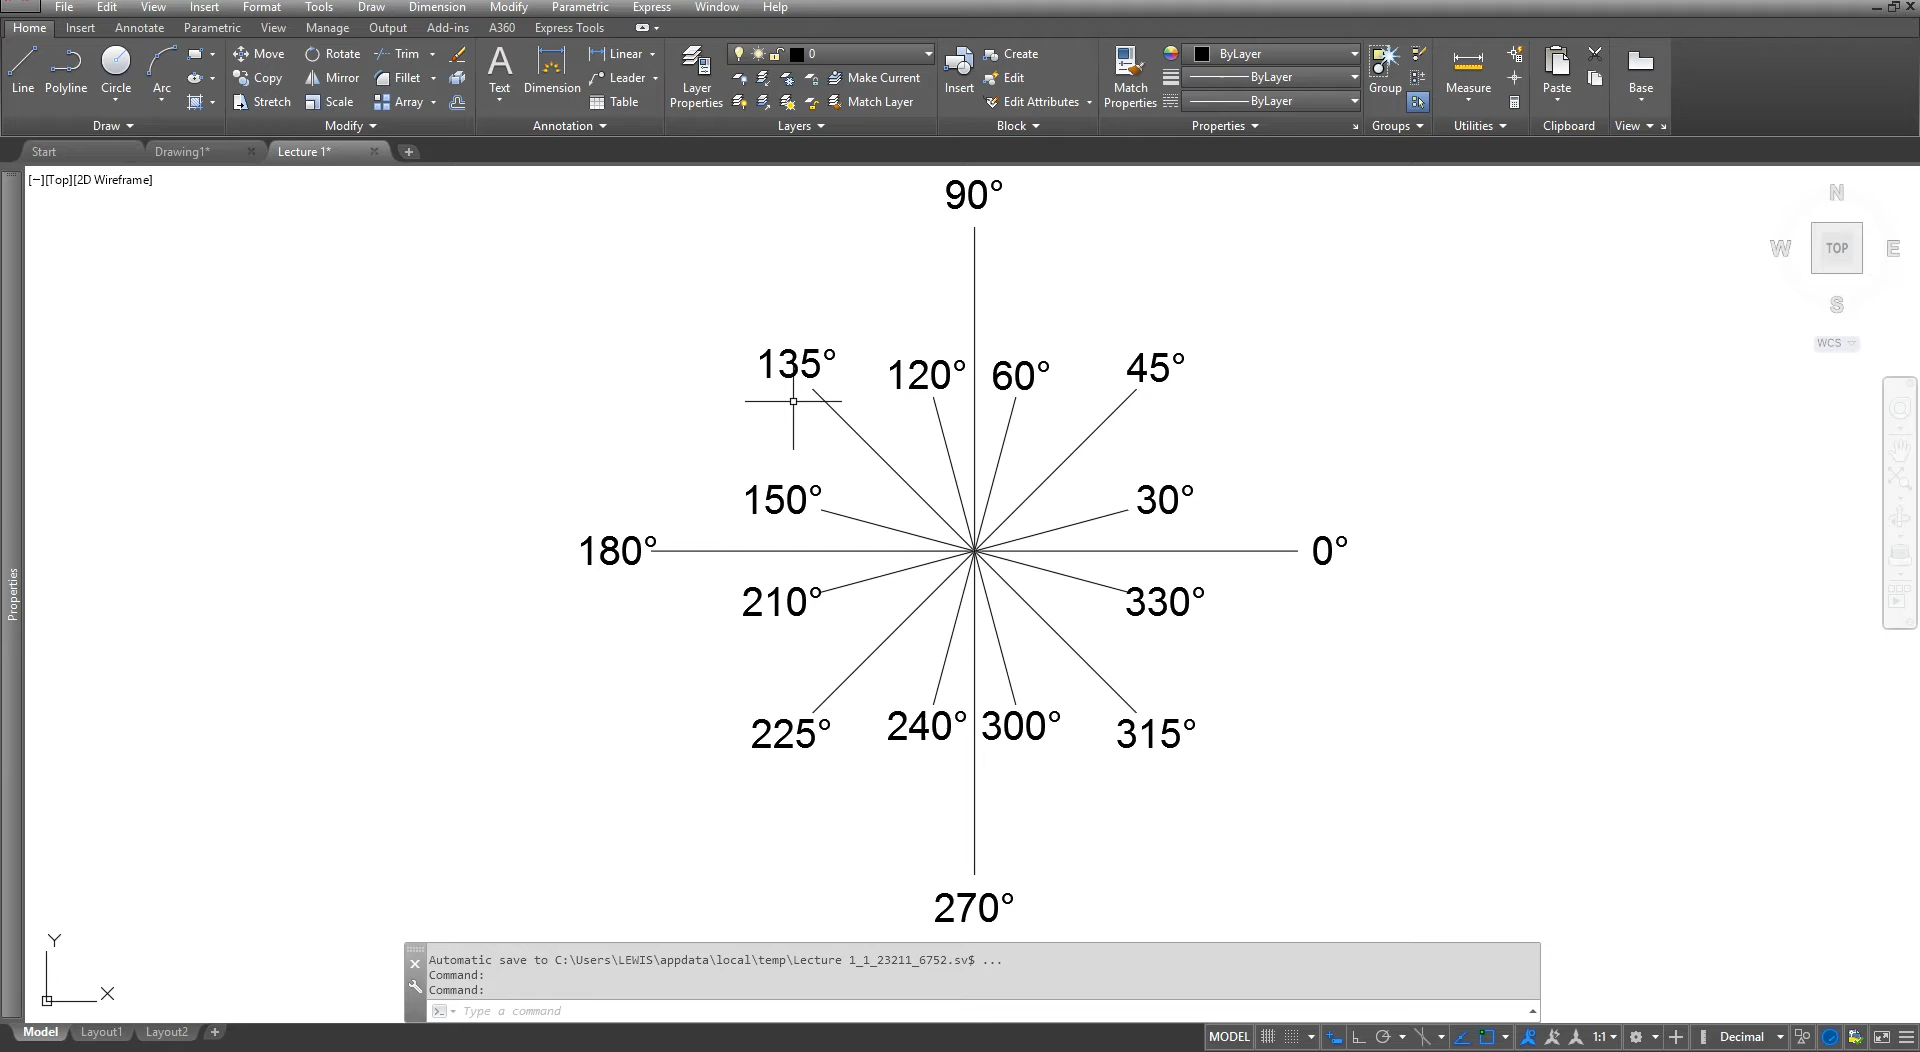 File Edit View Insert Format Tools Draw Dimension Modify Parametric Express Window Help
Home Insert Annotate Parametric View Manage Output Add-ins A360 Express Tools
Line Polyline Circle Arc
Move Rotate Trim
Copy Mirror Fillet
Stretch Scale Array
Text Dimension
Linear
Leader
Table
Layer Properties
0
Make Current
Match Layer
Insert
Create
Edit
Edit Attributes
Match Properties
ByLayer
ByLayer
ByLayer
Group
Measure
Paste
Base
Draw Modify Annotation Layers Block Properties Groups Utilities Clipboard View
Start Drawing1* Lecture 1*
[−][Top][2D Wireframe]
Properties
N
W TOP E
S
WCS
90°
135° 120° 60° 45°
150° 30°
180° 0°
210° 330°
225° 240° 300° 315°
270°
Y
X
Automatic save to C:\Users\LEWIS\appdata\local\temp\Lecture 1_1_23211_6752.sv$ ...
Command:
Command:
Type a command
Model Layout1 Layout2
MODEL 1:1 Decimal